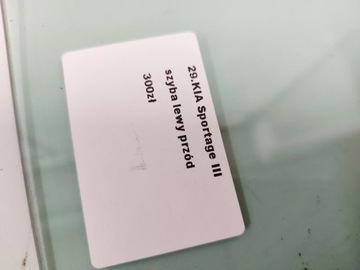 29.KIA Sportage III
szyba lewy przód
300zł